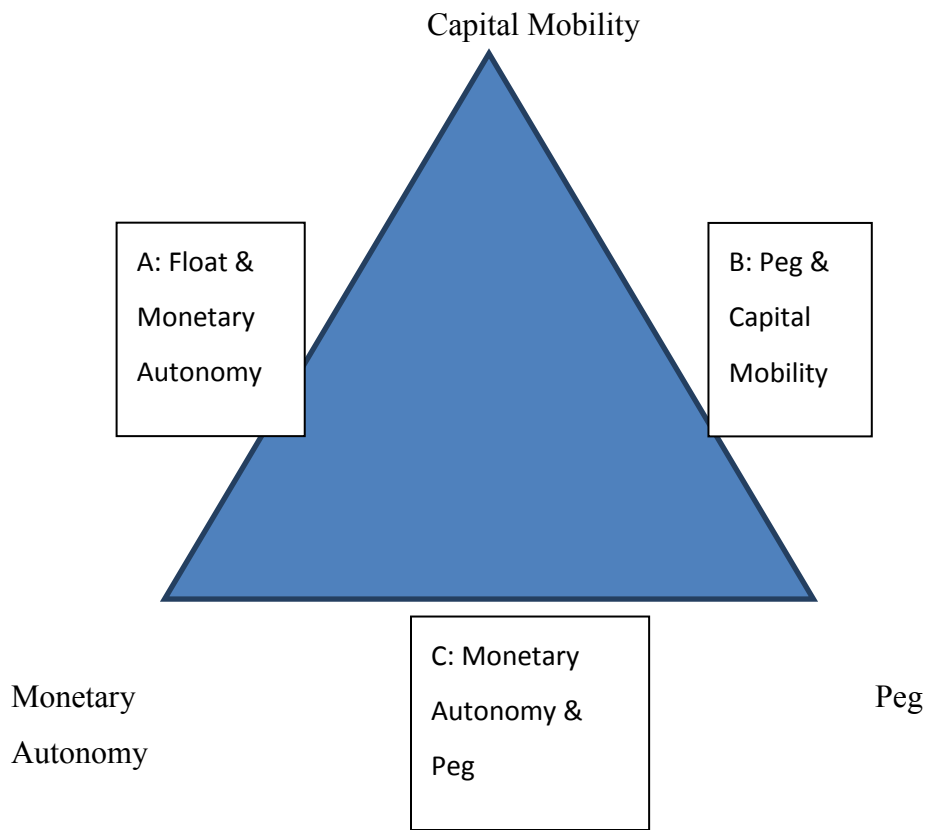 Capital Mobility
A: Float &
Monetary
Autonomy
B: Peg &
Capital
Mobility
C: Monetary
Autonomy &
Peg
Monetary
Autonomy
Peg